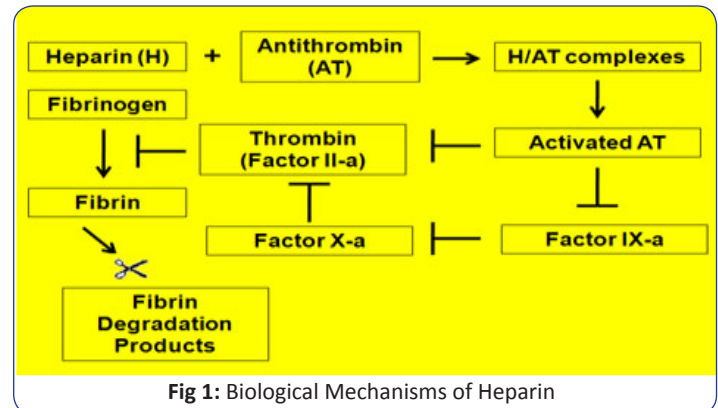 Heparin (H)
+
Antithrombin
(AT)
H/AT complexes
Fibrinogen
Thrombin
(Factor II-a)
Activated AT
Fibrin
Factor X-a
Factor IX-a
Fibrin
Degradation
Products
Fig 1: Biological Mechanisms of Heparin